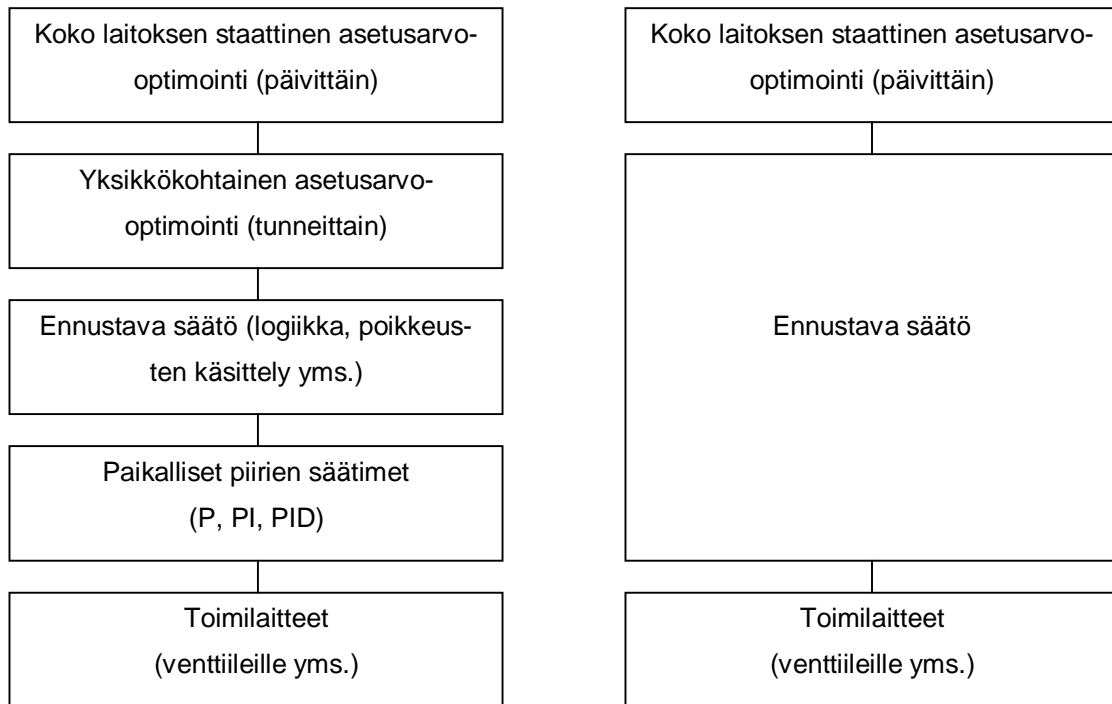 Koko laitoksen staattinen asetusarvo-
optimointi (päivittäin)
Yksikkökohtainen asetusarvo-
optimointi (tunneittain)
Ennustava säätö (logiikka, poikkeus-
ten käsittely yms.)
Paikalliset piirien säätimet
(P, PI, PID)
Toimilaitteet
(venttiileille yms.)
Koko laitoksen staattinen asetusarvo-
optimointi (päivittäin)
Ennustava säätö
Toimilaitteet
(venttiileille yms.)